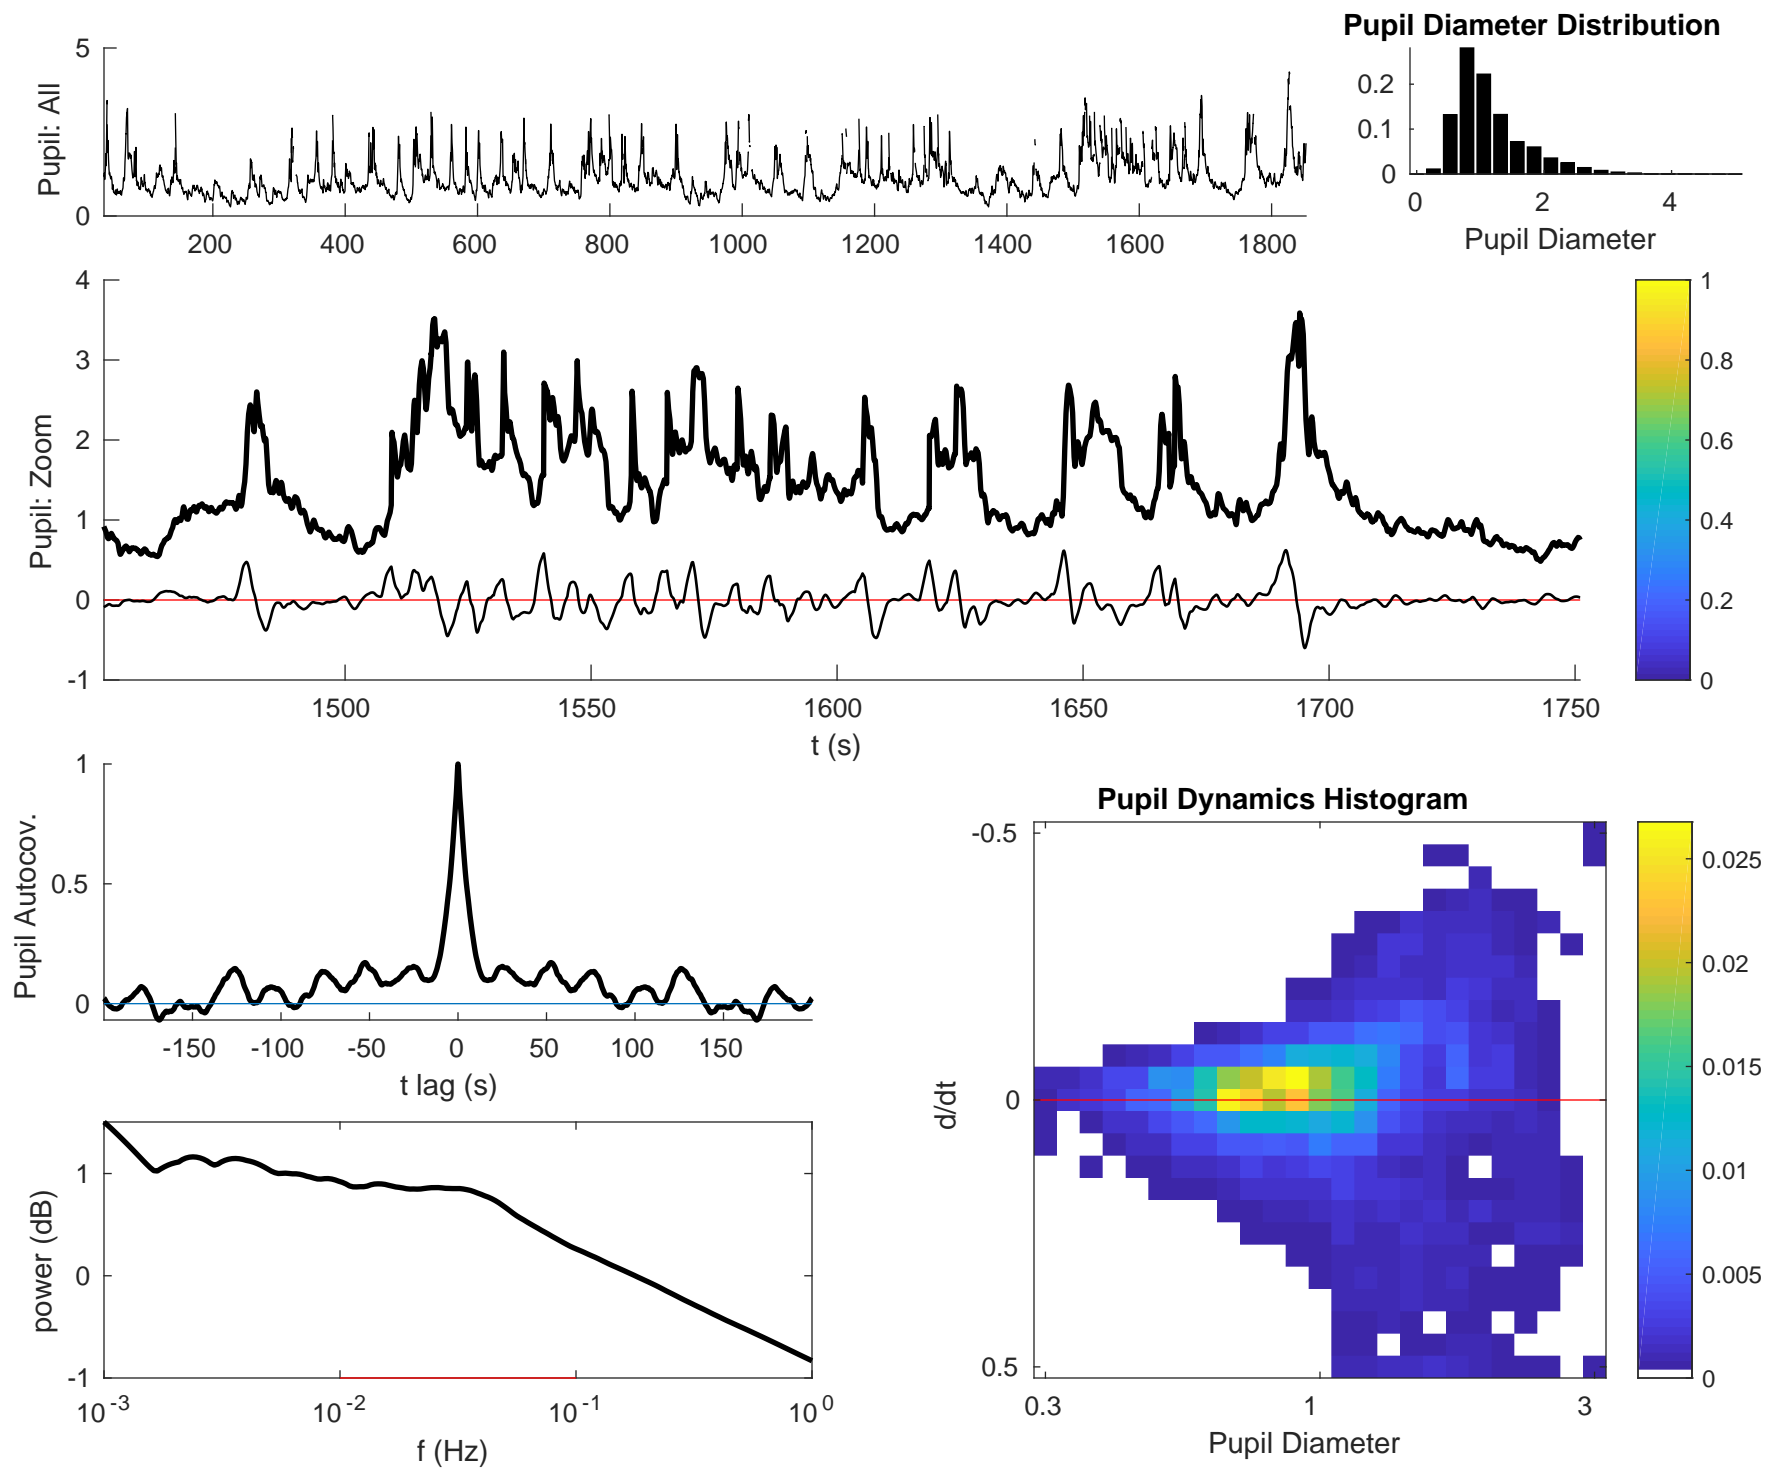 Pupil Diameter Distribution
Pupil: All
5
0
200 400 600 800 1000 1200 1400 1600 1800
0.2
0.1
0
0 2 4
Pupil Diameter
Pupil: Zoom
4
3
2
1
0
-1
1500 1550 1600 1650 1700 1750
t (s)
1
0.8
0.6
0.4
0.2
0
Pupil Autocov.
1
0.5
0
-150 -100 -50 0 50 100 150
t lag (s)
power (dB)
1
0
-1
10^-3 10^-2 10^-1 10^0
f (Hz)
Pupil Dynamics Histogram
d/dt
-0.5
0
0.5
0.3 1 3
Pupil Diameter
0.025
0.02
0.015
0.01
0.005
0